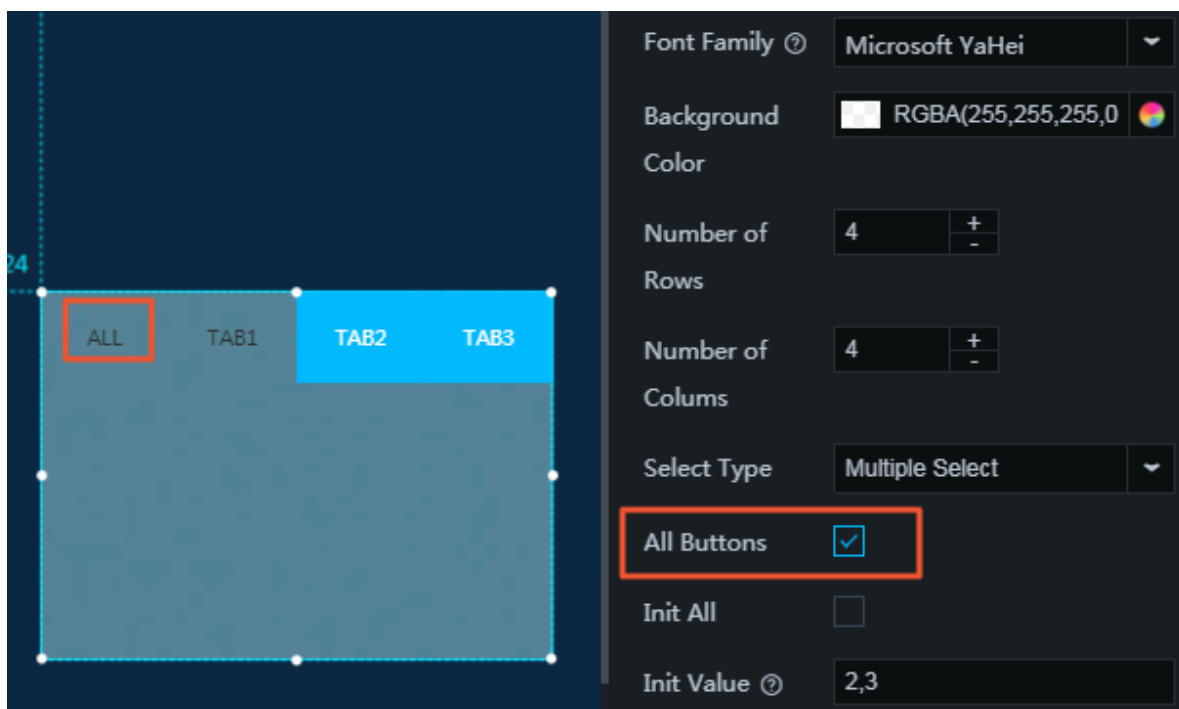 Font Family
Microsoft YaHei
Background
Color
RGBA(255,255,255,0
Number of
Rows
4
+
-
24
ALL
TAB1
TAB2
TAB3
Number of
Colums
4
+
-
Select Type
Multiple Select
All Buttons
Init All
Init Value
2,3